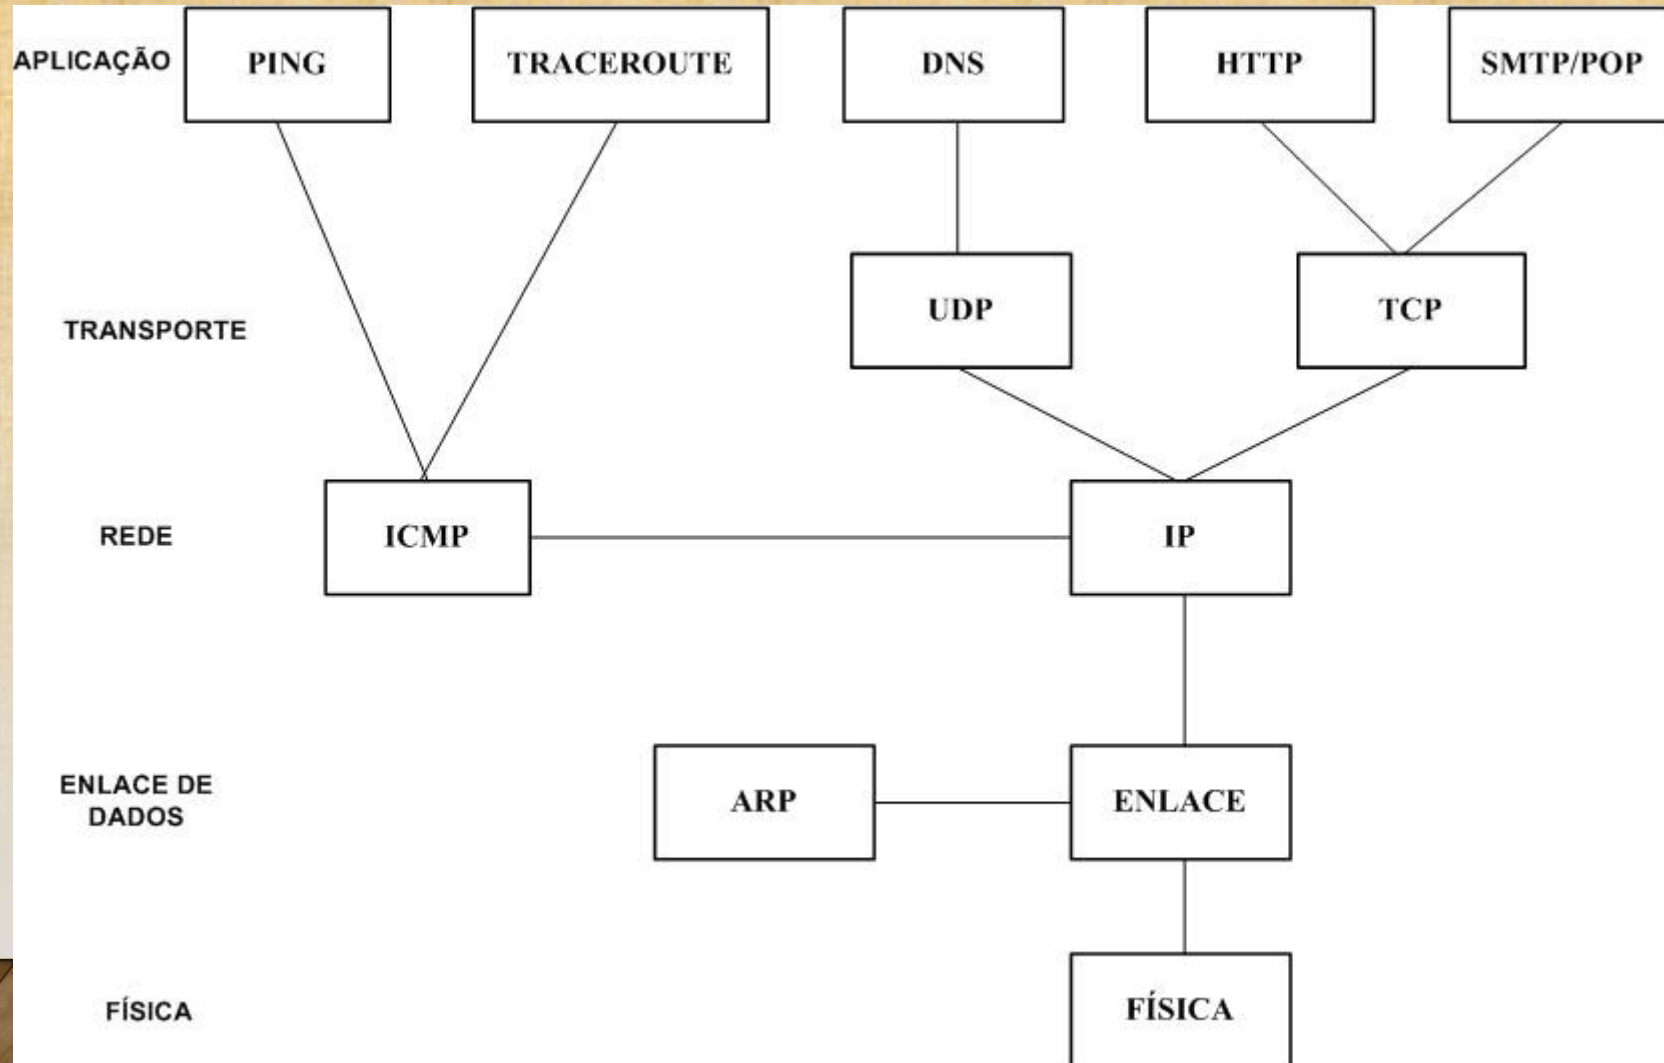 APLICAÇÃO
PING
TRACEROUTE
DNS
HTTP
SMTP/POP
TRANSPORTE
UDP
TCP
REDE
ICMP
IP
ENLACE DE
DADOS
ARP
ENLACE
FÍSICA
FÍSICA